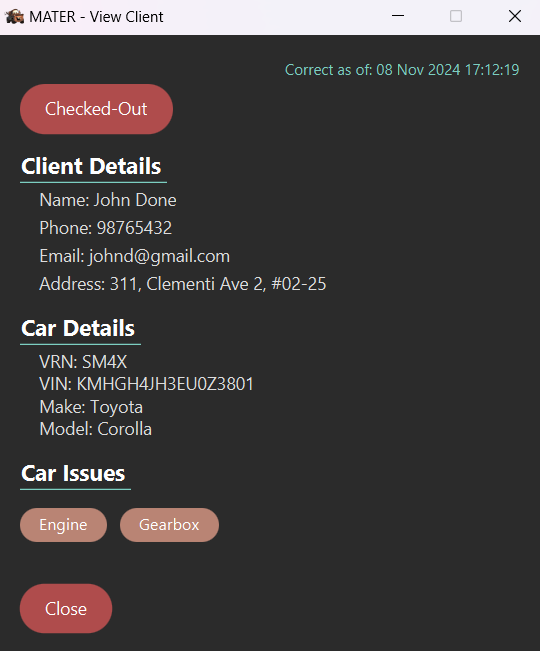 MATER - View Client
Correct as of: 08 Nov 2024 17:12:19
Checked-Out
Client Details
Name: John Done
Phone: 98765432
Email: johnd@gmail.com
Address: 311, Clementi Ave 2, #02-25
Car Details
VRN: SM4X
VIN: KMHGH4JH3EU0Z3801
Make: Toyota
Model: Corolla
Car Issues
Engine
Gearbox
Close